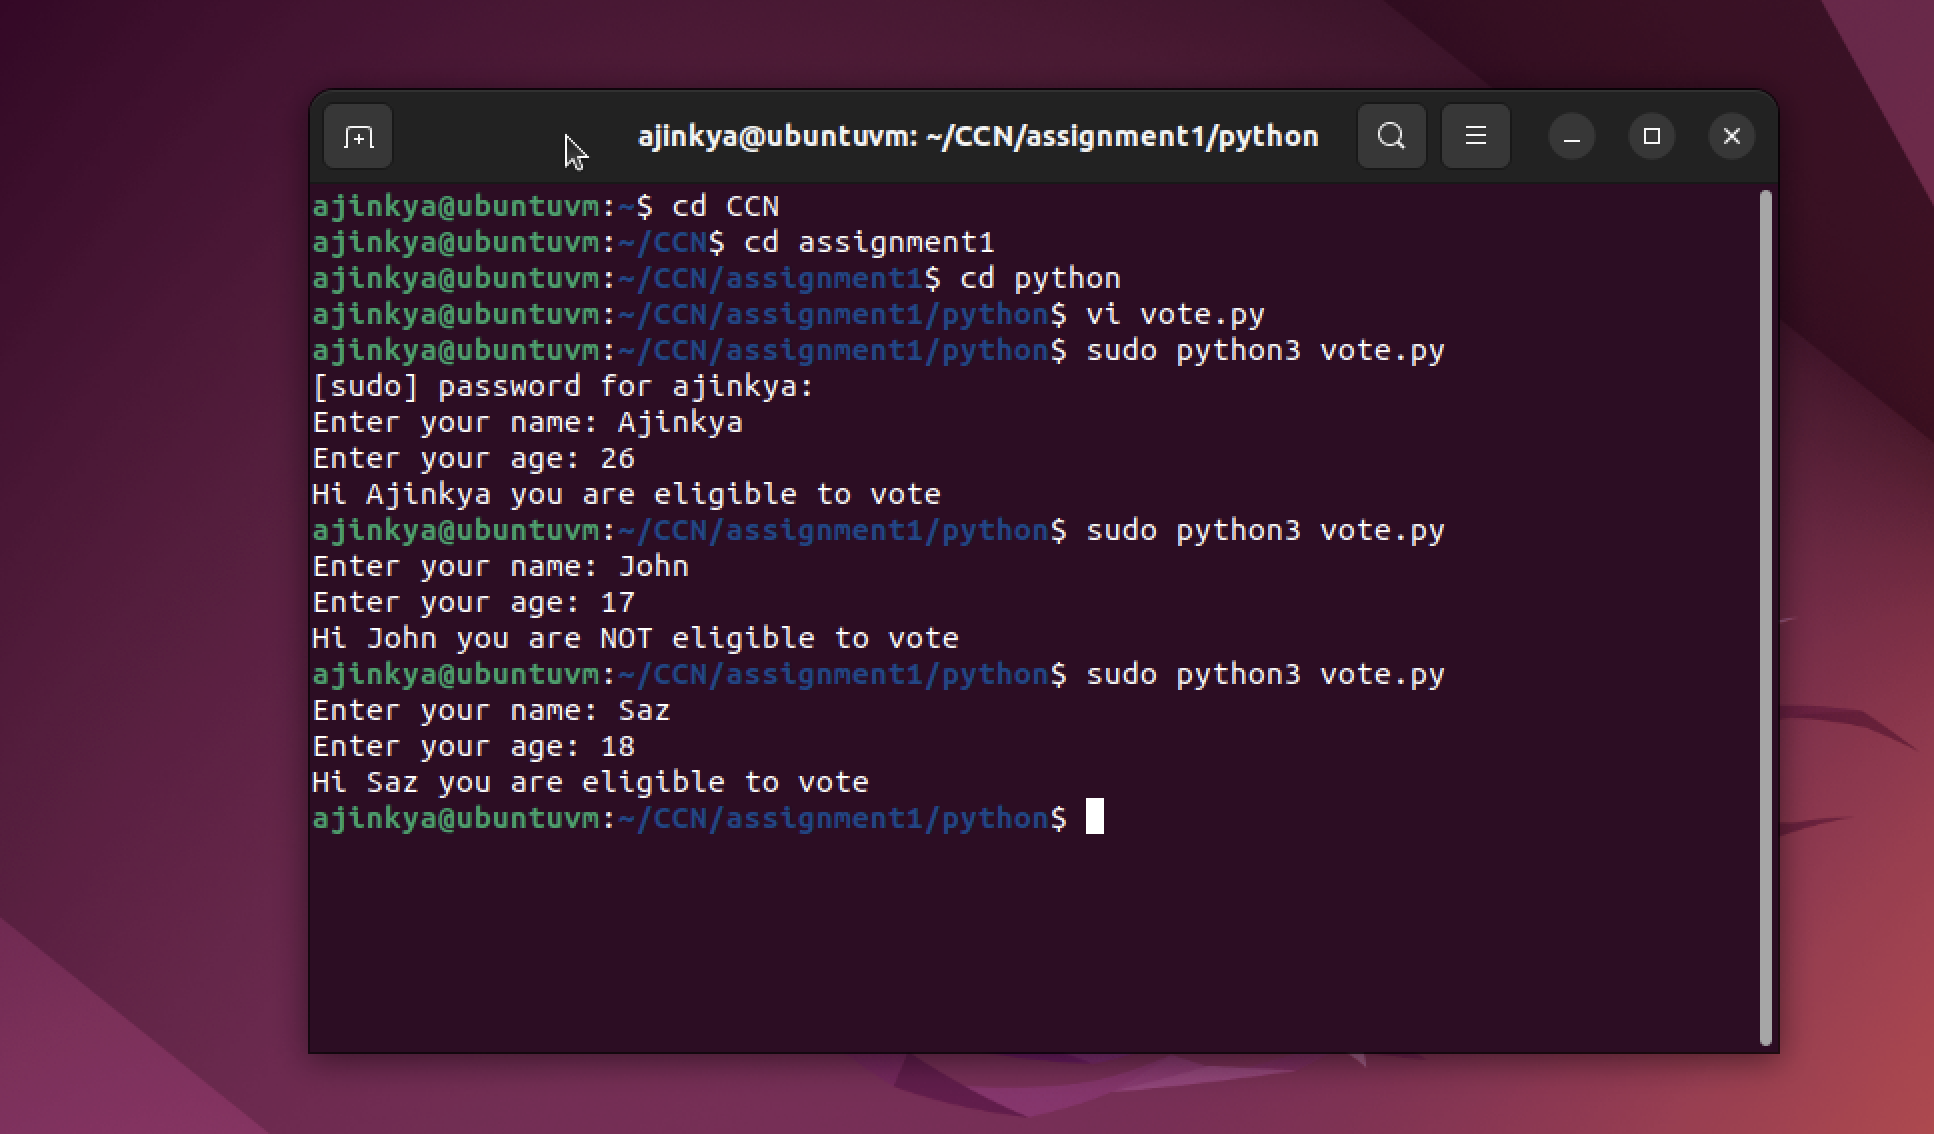 ajinkya@ubuntuvm: ~/CCN/assignment1/python
ajinkya@ubuntuvm:~$ cd CCN
ajinkya@ubuntuvm:~/CCN$ cd assignment1
ajinkya@ubuntuvm:~/CCN/assignment1$ cd python
ajinkya@ubuntuvm:~/CCN/assignment1/python$ vi vote.py
ajinkya@ubuntuvm:~/CCN/assignment1/python$ sudo python3 vote.py
[sudo] password for ajinkya:
Enter your name: Ajinkya
Enter your age: 26
Hi Ajinkya you are eligible to vote
ajinkya@ubuntuvm:~/CCN/assignment1/python$ sudo python3 vote.py
Enter your name: John
Enter your age: 17
Hi John you are NOT eligible to vote
ajinkya@ubuntuvm:~/CCN/assignment1/python$ sudo python3 vote.py
Enter your name: Saz
Enter your age: 18
Hi Saz you are eligible to vote
ajinkya@ubuntuvm:~/CCN/assignment1/python$